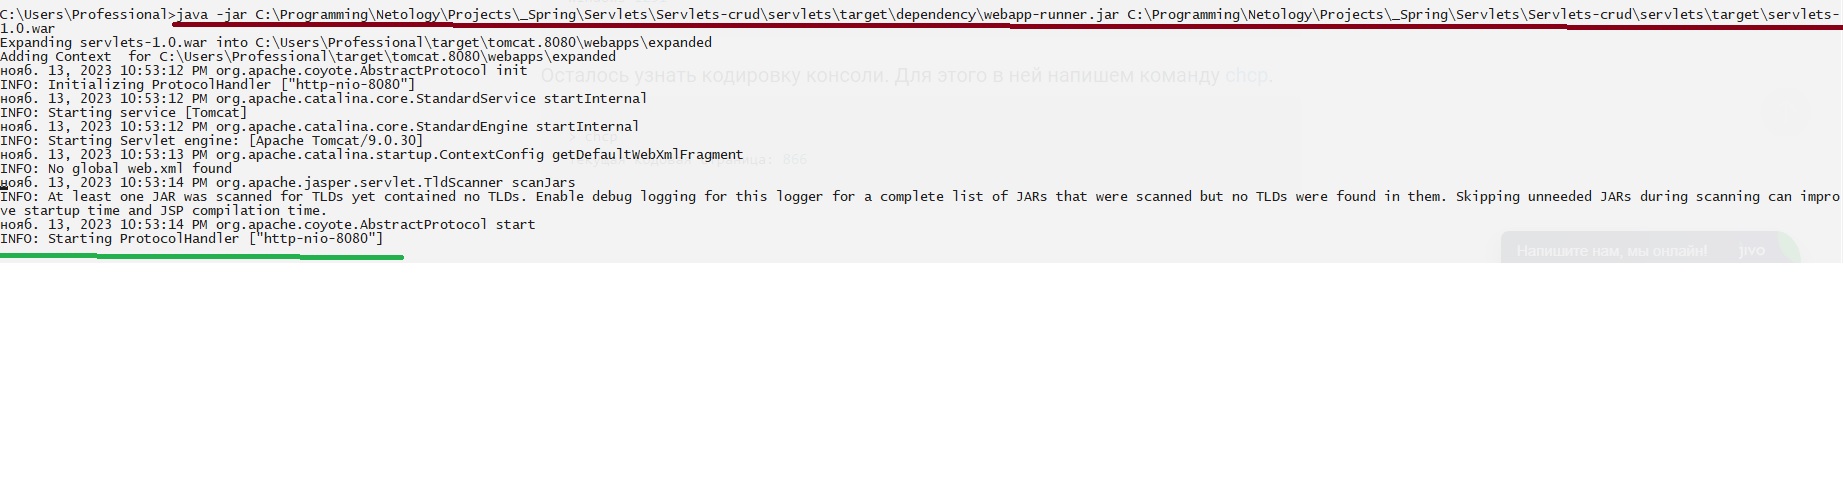 C:\Users\Professional>java -jar C:\Programming\Netology\Projects\_Spring\Servlets\Servlets-crud\servlets\target\dependency\webapp-runner.jar C:\Programming\Netology\Projects\_Spring\Servlets\Servlets-crud\servlets\target\servlets-
1.0.war
Expanding servlets-1.0.war into C:\Users\Professional\target\tomcat.8080\webapps\expanded
Adding Context  for C:\Users\Professional\target\tomcat.8080\webapps\expanded
нояб. 13, 2023 10:53:12 PM org.apache.coyote.AbstractProtocol init
Осталось узнать кодировку консоли. Для этого в ней напишем команду chcp.
INFO: Initializing ProtocolHandler ["http-nio-8080"]
нояб. 13, 2023 10:53:12 PM org.apache.catalina.core.StandardService startInternal
INFO: Starting service [Tomcat]
нояб. 13, 2023 10:53:12 PM org.apache.catalina.core.StandardEngine startInternal
> chcp
INFO: Starting Servlet engine: [Apache Tomcat/9.0.30]
нояб. 13, 2023 10:53:13 PM org.apache.catalina.startup.ContextConfig getDefaultWebXmlFragment
страница: 866
INFO: No global web.xml found
нояб. 13, 2023 10:53:14 PM org.apache.jasper.servlet.TldScanner scanJars
INFO: At least one JAR was scanned for TLDs yet contained no TLDs. Enable debug logging for this logger for a complete list of JARs that were scanned but no TLDs were found in them. Skipping unneeded JARs during scanning can impro
ve startup time and JSP compilation time.
нояб. 13, 2023 10:53:14 PM org.apache.coyote.AbstractProtocol start
INFO: Starting ProtocolHandler ["http-nio-8080"]
Напишите нам, мы онлайн! jivo